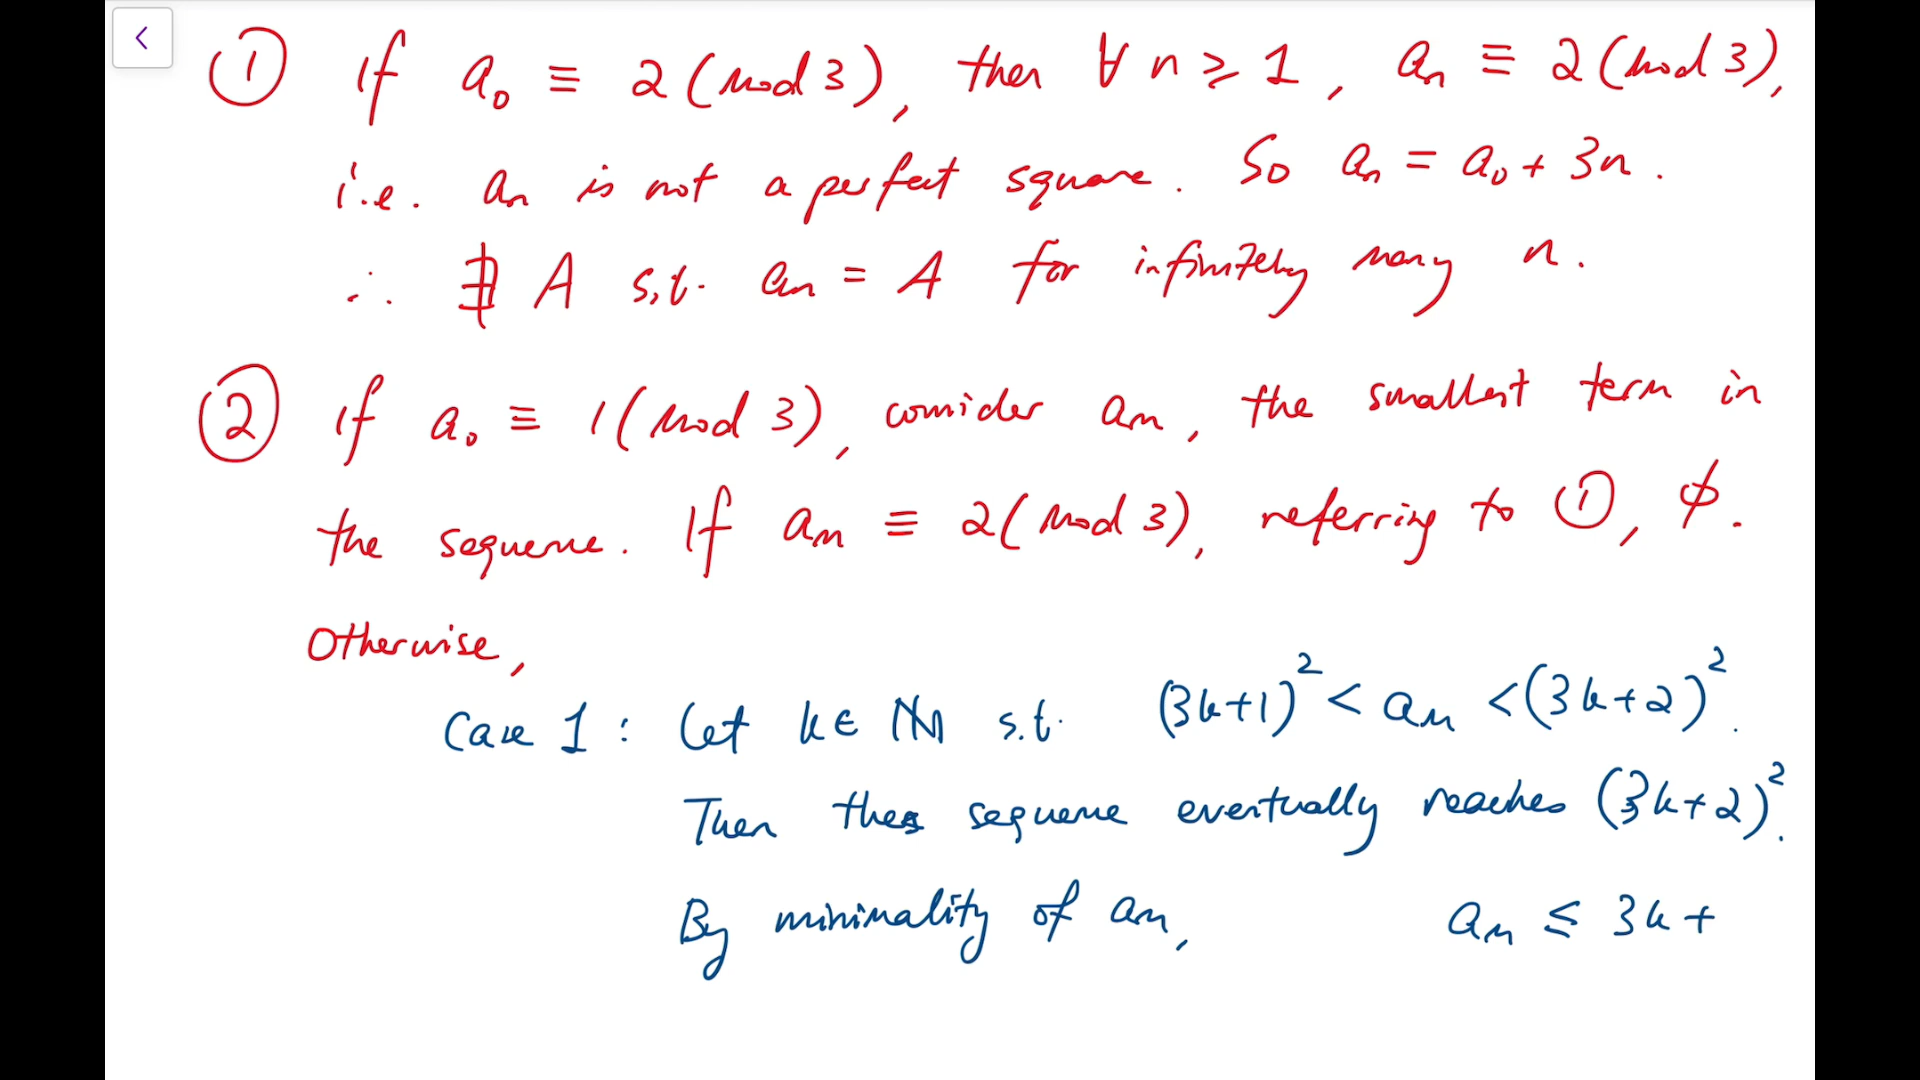 ① If a₀ ≡ 2 (mod 3), then ∀ n ⩾ 1, aₙ ≡ 2 (mod 3),
i.e. aₙ is not a perfect square. So aₙ = a₀ + 3n.
∴ ∄ A s.t. aₙ = A for infinitely many n.
② If a₀ ≡ 1 (mod 3), consider aₘ, the smallest term in
the sequence. If aₘ ≡ 2 (mod 3), referring to ①, ⌀.
Otherwise,
Case 1 : Let k ∈ ℕ s.t. (3k+1)² < aₘ < (3k+2)².
Then the sequence eventually reaches (3k+2)².
By minimality of aₘ, aₘ ≤ 3k +